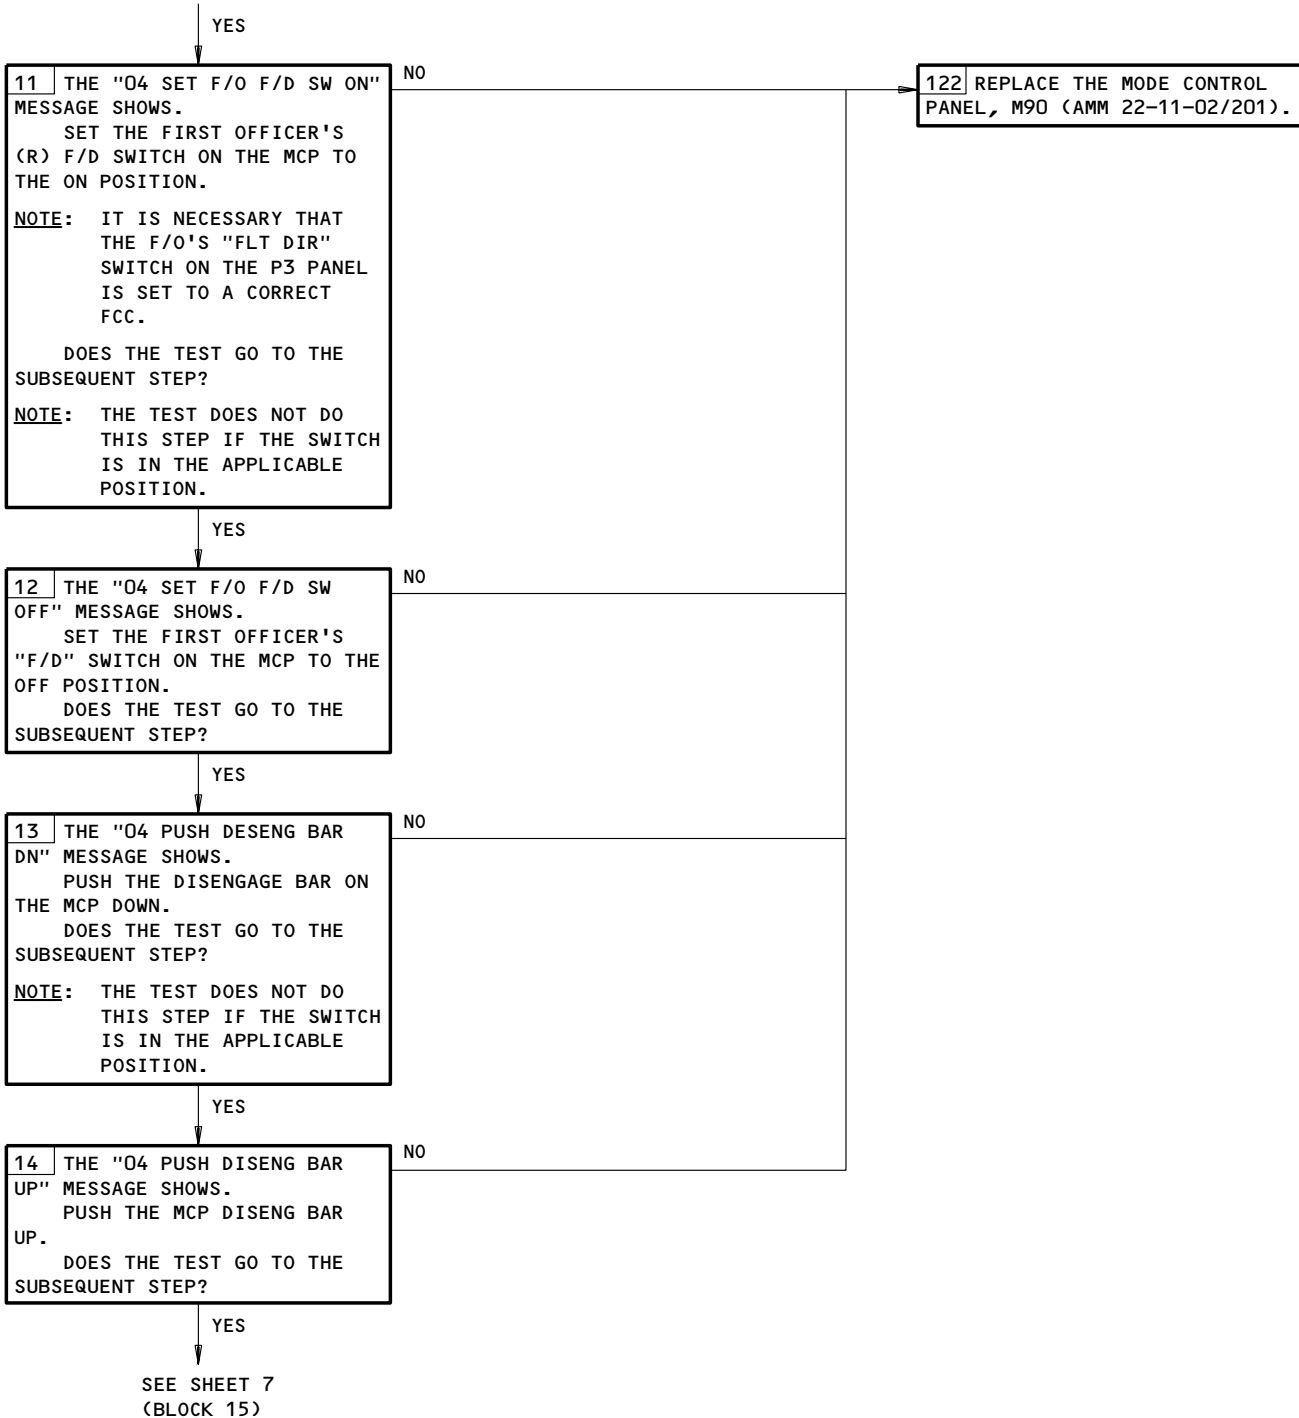 YES
11 THE "04 SET F/O F/D SW ON"
MESSAGE SHOWS.
SET THE FIRST OFFICER'S
(R) F/D SWITCH ON THE MCP TO
THE ON POSITION.
NOTE: IT IS NECESSARY THAT
THE F/O'S "FLT DIR"
SWITCH ON THE P3 PANEL
IS SET TO A CORRECT
FCC.
DOES THE TEST GO TO THE
SUBSEQUENT STEP?
NOTE: THE TEST DOES NOT DO
THIS STEP IF THE SWITCH
IS IN THE APPLICABLE
POSITION.
NO
122 REPLACE THE MODE CONTROL
PANEL, M90 (AMM 22-11-02/201).
YES
12 THE "04 SET F/O F/D SW
OFF" MESSAGE SHOWS.
SET THE FIRST OFFICER'S
"F/D" SWITCH ON THE MCP TO THE
OFF POSITION.
DOES THE TEST GO TO THE
SUBSEQUENT STEP?
NO
YES
13 THE "04 PUSH DESENG BAR
DN" MESSAGE SHOWS.
PUSH THE DISENGAGE BAR ON
THE MCP DOWN.
DOES THE TEST GO TO THE
SUBSEQUENT STEP?
NOTE: THE TEST DOES NOT DO
THIS STEP IF THE SWITCH
IS IN THE APPLICABLE
POSITION.
NO
YES
14 THE "04 PUSH DISENG BAR
UP" MESSAGE SHOWS.
PUSH THE MCP DISENG BAR
UP.
DOES THE TEST GO TO THE
SUBSEQUENT STEP?
NO
YES
SEE SHEET 7
(BLOCK 15)